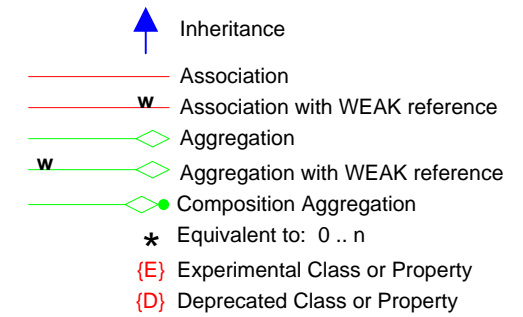 Inheritance
Association
w Association with WEAK reference
Aggregation
w Aggregation with WEAK reference
Composition Aggregation
* Equivalent to: 0 .. n
{E} Experimental Class or Property
{D} Deprecated Class or Property